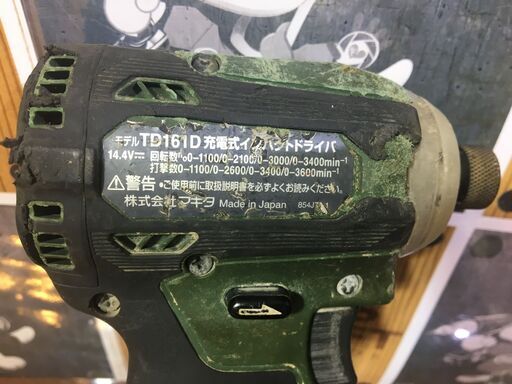 モデル TD161D 充電式インパクトドライバ
14.4V⎓ 回転数 0-1100/0-2100/0-3000/0-3400min⁻¹
打撃数0-1100/0-2600/0-3400/0-3600min⁻¹
⚠警告 •ご使用前に取扱説明書を必ずよくお読みください。
株式会社マキタ Made in Japan